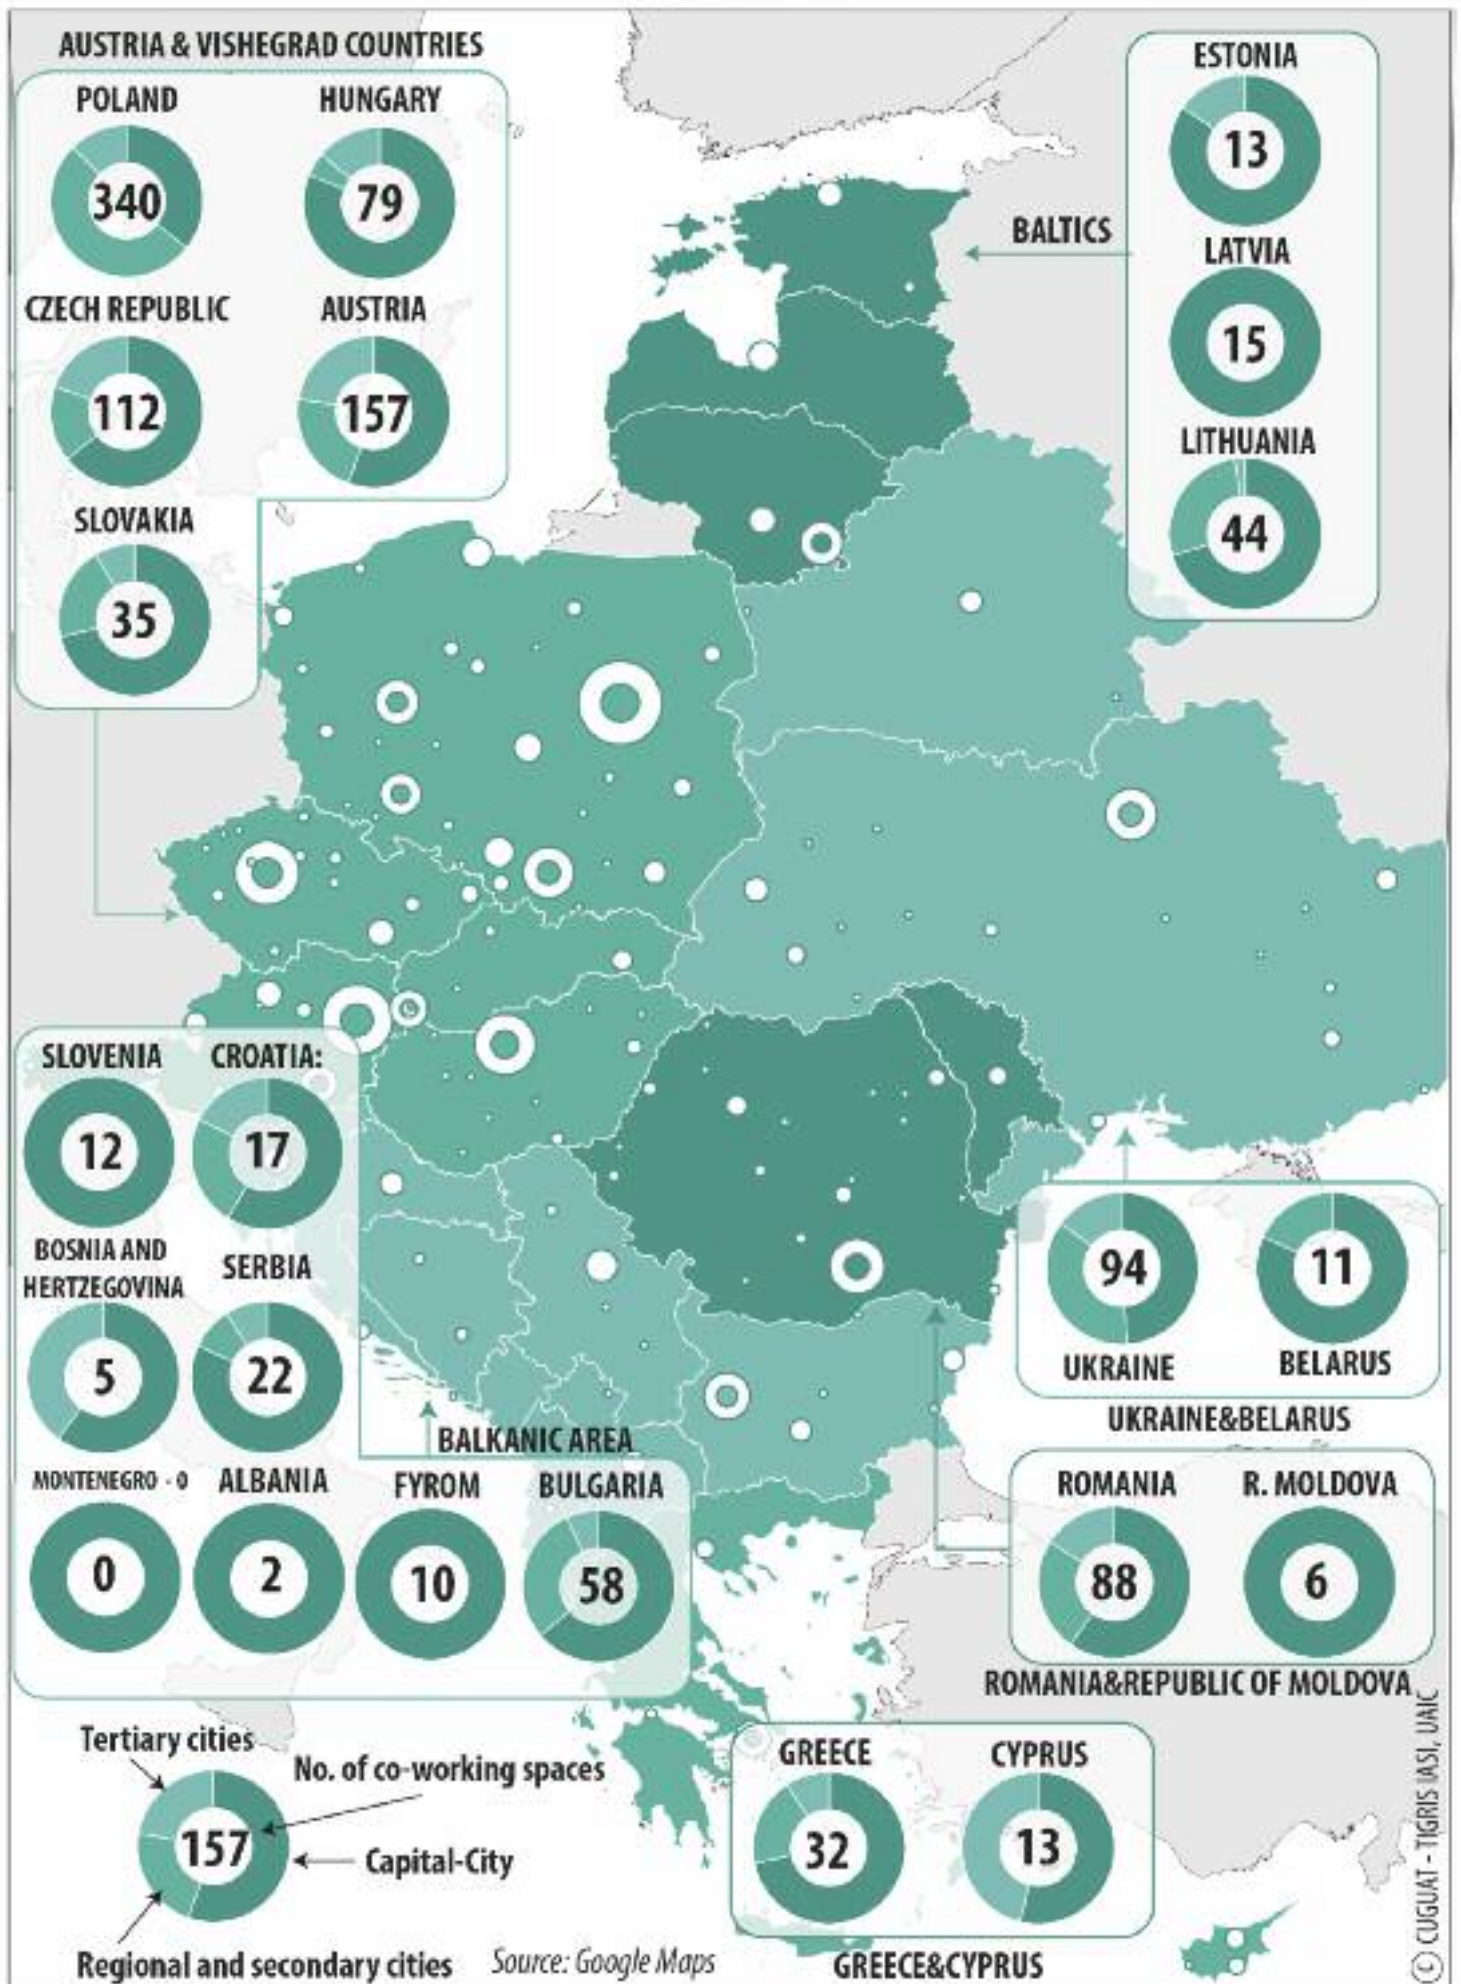 AUSTRIA & VISHEGRAD COUNTRIES
POLAND
340
HUNGARY
79
CZECH REPUBLIC
112
AUSTRIA
157
SLOVAKIA
35
ESTONIA
13
BALTICS
LATVIA
15
LITHUANIA
44
SLOVENIA
12
CROATIA:
17
BOSNIA AND
HERTZEGOVINA
5
SERBIA
22
BALKANIC AREA
MONTENEGRO - 0
0
ALBANIA
2
FYROM
10
BULGARIA
58
94
UKRAINE
11
BELARUS
UKRAINE&BELARUS
ROMANIA
88
R. MOLDOVA
6
ROMANIA&REPUBLIC OF MOLDOVA
GREECE
32
CYPRUS
13
GREECE&CYPRUS
Tertiary cities
No. of co-working spaces
157
Capital-City
Regional and secondary cities
Source: Google Maps
© CUGUAT - TIGRIS IASI, UAIC